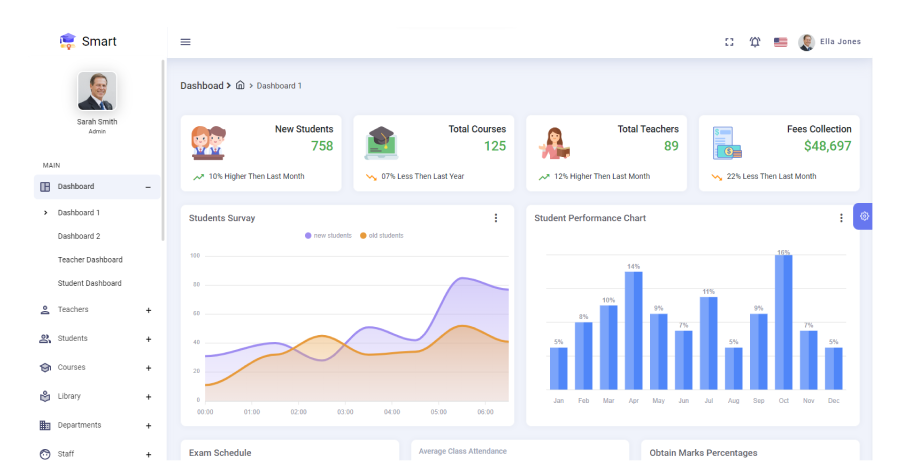 Smart
Ella Jones
Sarah Smith
Admin
MAIN
Dashboard
Dashboard 1
Dashboard 2
Teacher Dashboard
Student Dashboard
Teachers
Students
Courses
Library
Departments
Staff
Dashboad > > Dashboard 1
New Students
758
10% Higher Then Last Month
Total Courses
125
07% Less Then Last Year
Total Teachers
89
12% Higher Then Last Month
Fees Collection
$48,697
22% Less Then Last Month
Students Survay
new students old students
100
80
60
40
20
0
00:00 01:00 02:00 03:00 04:00 05:00 06:00
Student Performance Chart
5% 8% 10% 14% 9% 7% 11% 5% 9% 16% 7% 5%
Jan Feb Mar Apr May Jun Jul Aug Sep Oct Nov Dec
Exam Schedule
Average Class Attendance
Obtain Marks Percentages